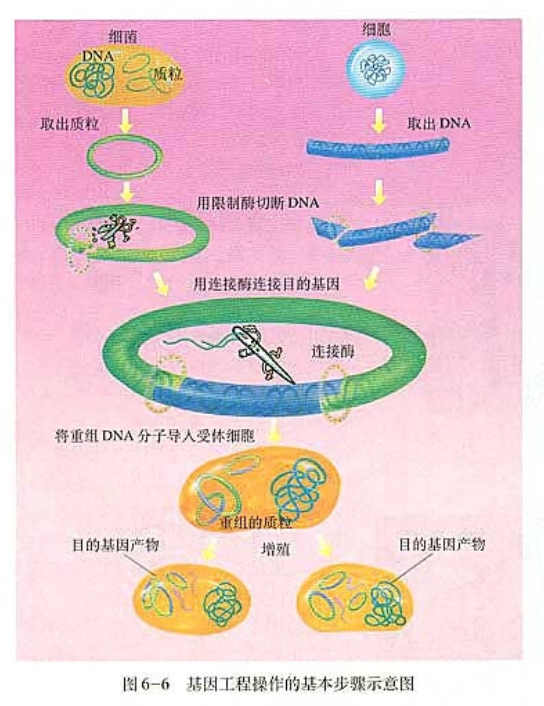 细菌
细胞
DNA
质粒
取出质粒
取出DNA
用限制酶切断DNA
用连接酶连接目的基因
连接酶
将重组DNA分子导入受体细胞
重组的质粒
增殖
目的基因产物
目的基因产物
图6-6 基因工程操作的基本步骤示意图